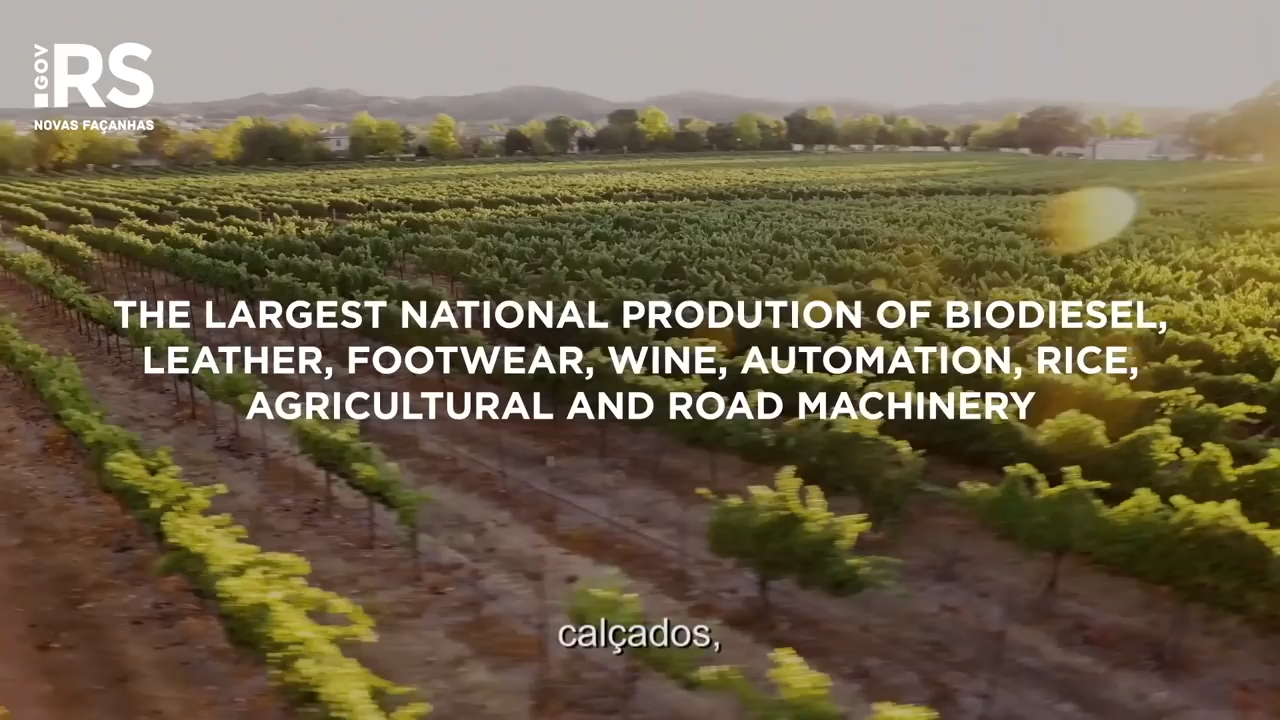 GOV
RS
NOVAS FAÇANHAS
THE LARGEST NATIONAL PRODUTION OF BIODIESEL,
LEATHER, FOOTWEAR, WINE, AUTOMATION, RICE,
AGRICULTURAL AND ROAD MACHINERY
calçados,